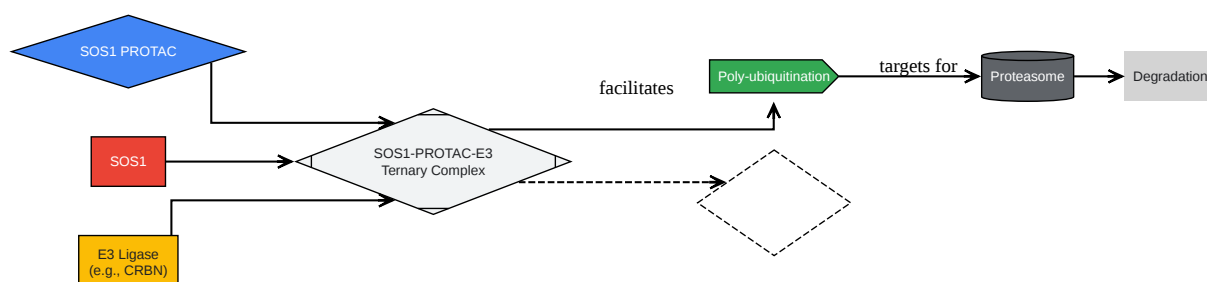 SOS1 PROTAC
facilitates
targets for
Poly-ubiquitination
Proteasome
Degradation
SOS1
SOS1-PROTAC-E3
Ternary Complex
E3 Ligase
(e.g., CRBN)